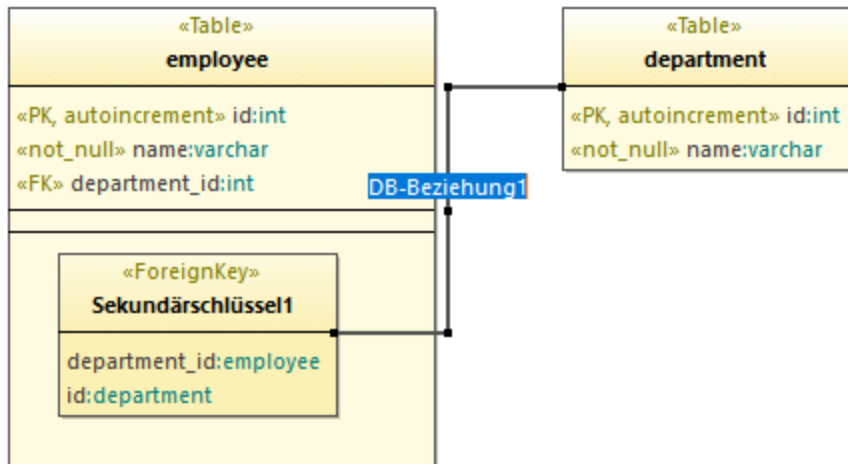 «Table»
employee
«PK, autoincrement» id:int
«not_null» name:varchar
«FK» department_id:int
«ForeignKey»
Sekundärschlüssel1
department_id:employee
id:department
DB-Beziehung1
«Table»
department
«PK, autoincrement» id:int
«not_null» name:varchar